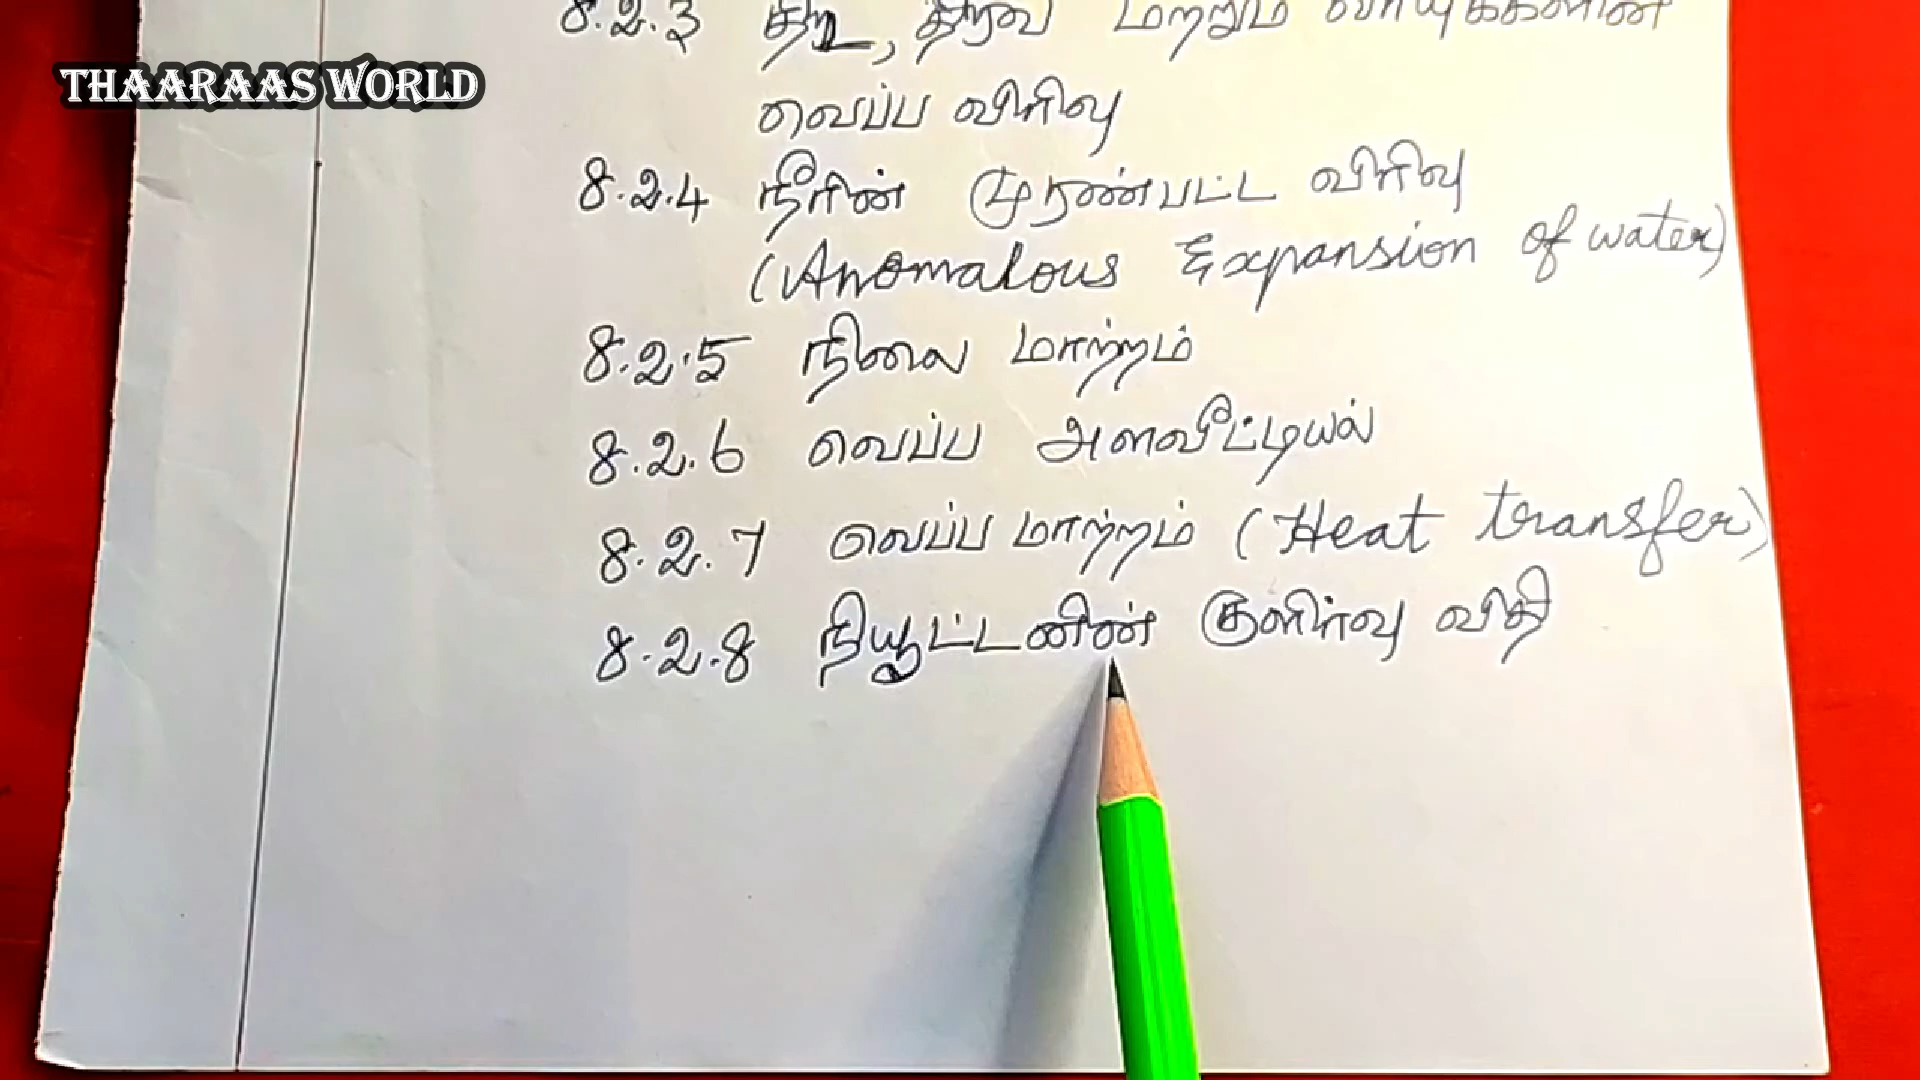 THAARAAS WORLD
8.2.3 திட, திரவ மற்றும் வாயுக்களின்
வெப்ப விரிவு
8.2.4 நீரின் முரண்பட்ட விரிவு
(Anomalous Expansion of water)
8.2.5 நிலை மாற்றம்
8.2.6 வெப்ப அளவீட்டியல்
8.2.7 வெப்ப மாற்றம் (Heat transfer)
8.2.8 நியூட்டனின் குளிர்வு விதி